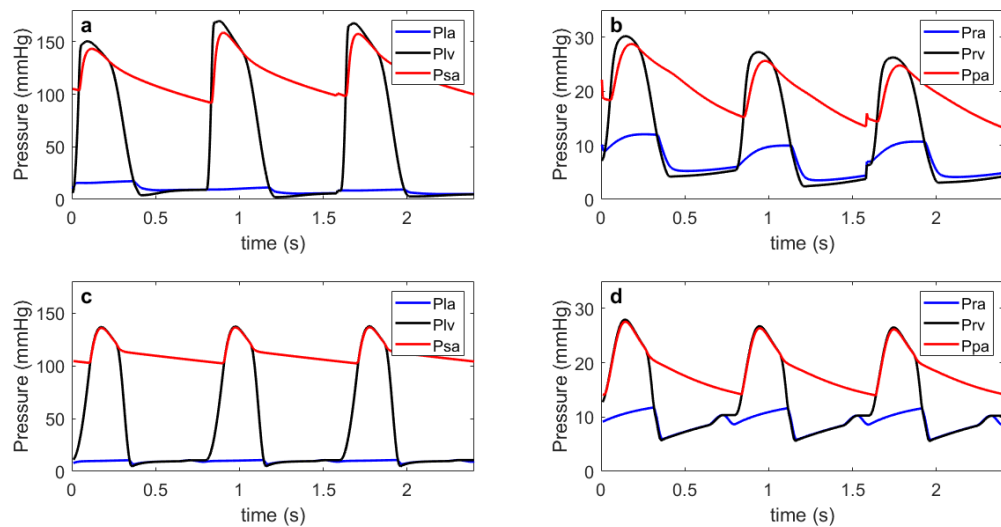 a
Pla
Plv
Psa
Pressure (mmHg)
150
100
50
0
0 0.5 1 1.5 2
time (s)
b
Pra
Prv
Ppa
Pressure (mmHg)
30
20
10
0
0 0.5 1 1.5 2
time (s)
c
Pla
Plv
Psa
Pressure (mmHg)
150
100
50
0
0 0.5 1 1.5 2
time (s)
d
Pra
Prv
Ppa
Pressure (mmHg)
30
20
10
0
0 0.5 1 1.5 2
time (s)